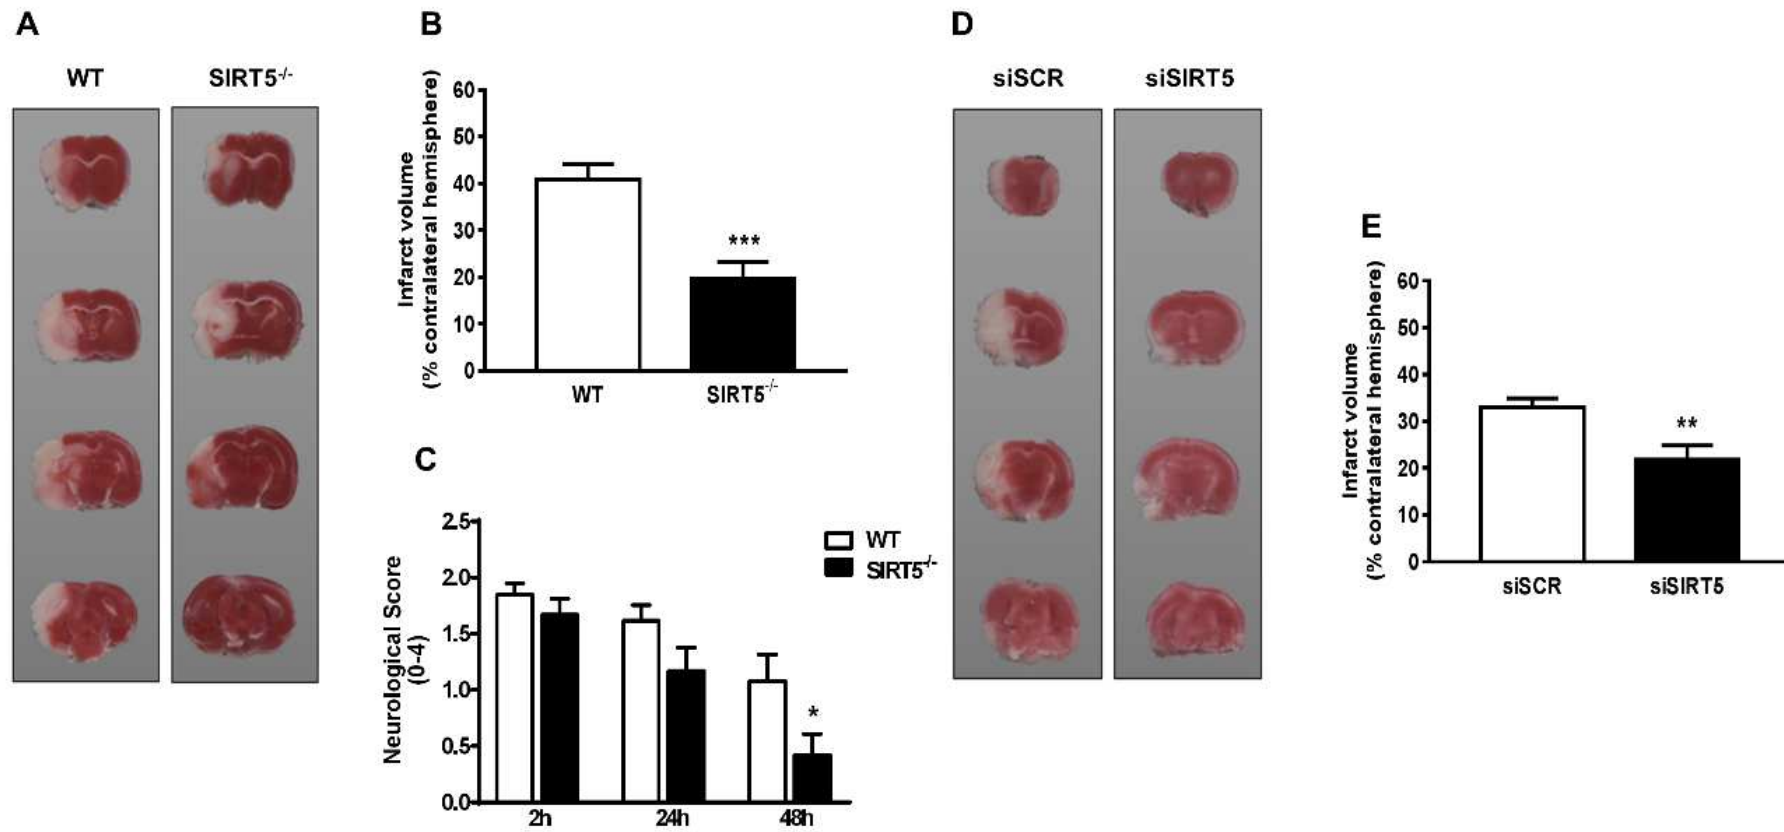 A
WT
SIRT5-/-
B
Infarct volume
(% contralateral hemisphere)
60
50
40
30
20
10
0
***
WT
SIRT5-/-
C
Neurological Score
(0-4)
2.5
2.0
1.5
1.0
0.5
0.0
WT
SIRT5-/-
*
2h
24h
48h
D
siSCR
siSIRT5
E
Infarct volume
(% contralateral hemisphere)
60
50
40
30
20
10
0
**
siSCR
siSIRT5